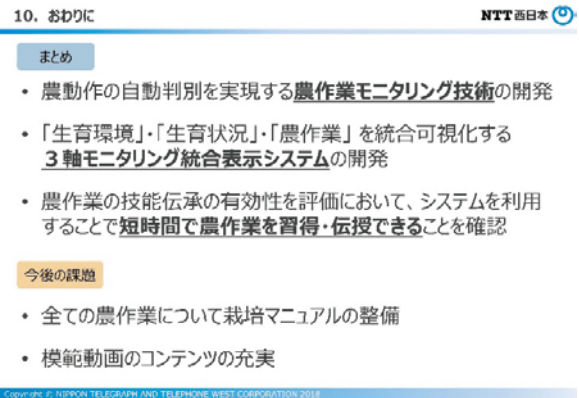 10. おわりに
NTT西日本
まとめ
• 農動作の自動判別を実現する農作業モニタリング技術の開発
• 「生育環境」・「生育状況」・「農作業」を統合可視化する
３軸モニタリング統合表示システムの開発
• 農作業の技能伝承の有効性を評価において、システムを利用
することで短時間で農作業を習得・伝授できることを確認
今後の課題
• 全ての農作業について栽培マニュアルの整備
• 模範動画のコンテンツの充実
Copyright © NIPPON TELEGRAPH AND TELEPHONE WEST CORPORATION 2018